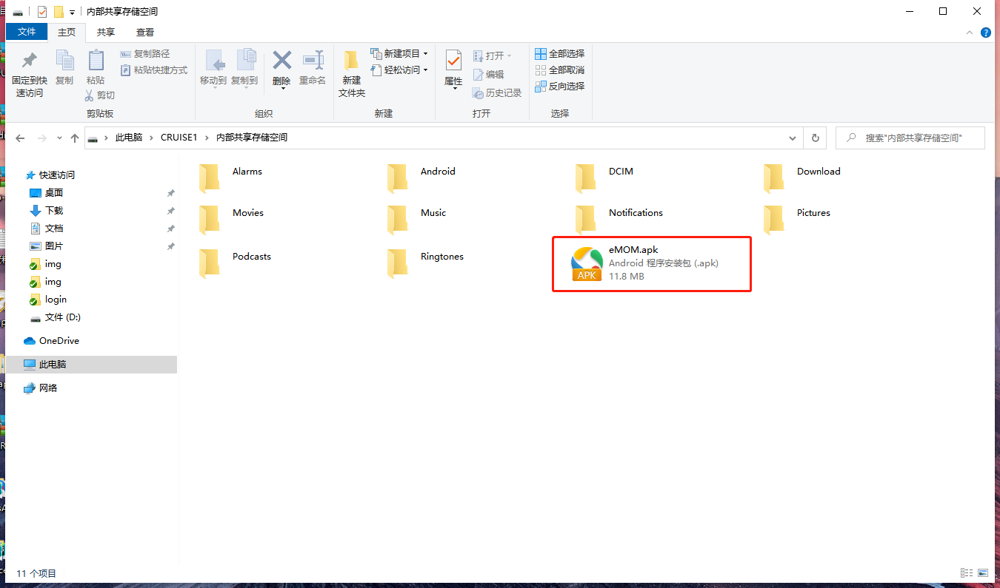 内部共享存储空间
文件 主页 共享 查看
固定到快速访问
复制
粘贴
复制路径
粘贴快捷方式
剪切
剪贴板
移动到
复制到
删除
重命名
组织
新建文件夹
新建项目
轻松访问
新建
属性
打开
编辑
历史记录
打开
全部选择
全部取消
反向选择
选择
此电脑 › CRUISE1 › 内部共享存储空间
搜索"内部共享存储空间"
快速访问
桌面
下载
文档
图片
img
img
login
文件 (D:)
OneDrive
此电脑
网络
Alarms
Android
DCIM
Download
Movies
Music
Notifications
Pictures
Podcasts
Ringtones
eMOM.apk
Android 程序安装包 (.apk)
11.8 MB
APK
11 个项目